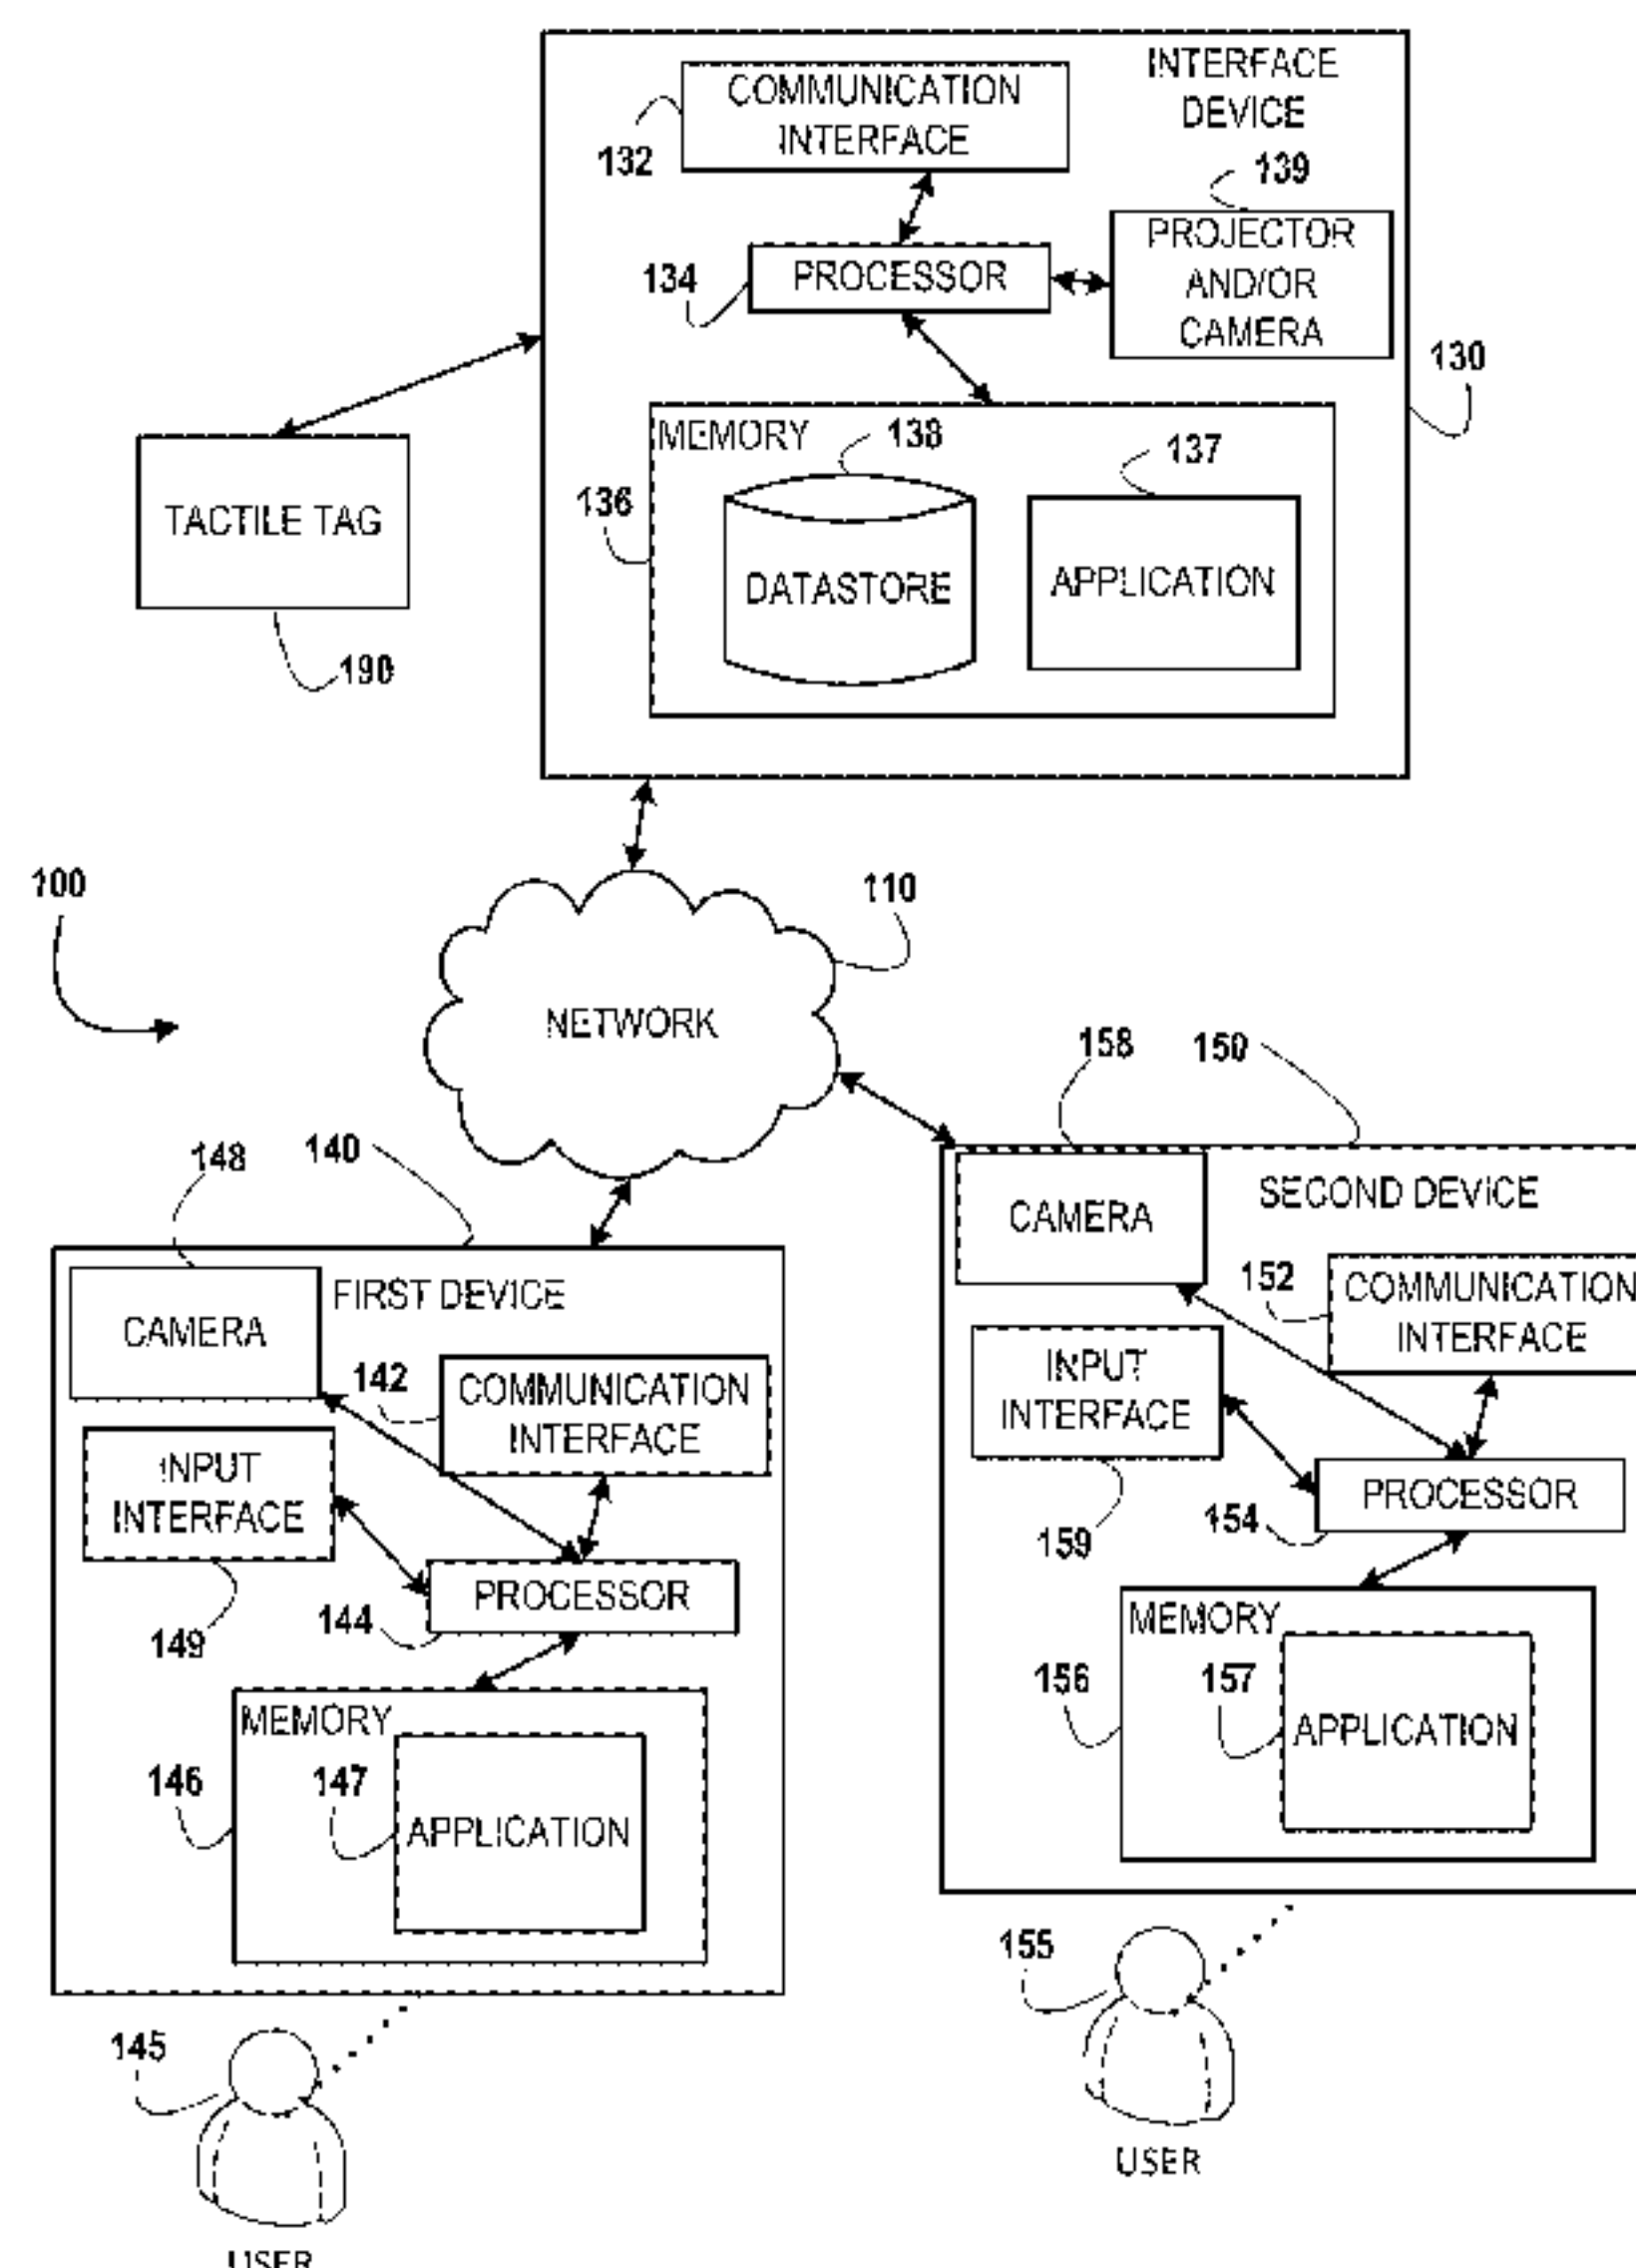 INTERFACE
DEVICE
COMMUNICATION
INTERFACE
132
139
PROJECTOR
AND/OR
CAMERA
134
PROCESSOR
130
MEMORY
138
137
136
DATASTORE
APPLICATION
TACTILE TAG
190
100
110
NETWORK
158
150
148
140
CAMERA
SECOND DEVICE
152
COMMUNICATION
INTERFACE
INPUT
INTERFACE
159
154
PROCESSOR
MEMORY
156
157
APPLICATION
155
USER
CAMERA
FIRST DEVICE
142
COMMUNICATION
INTERFACE
INPUT
INTERFACE
149
144
PROCESSOR
MEMORY
146
147
APPLICATION
145
USER